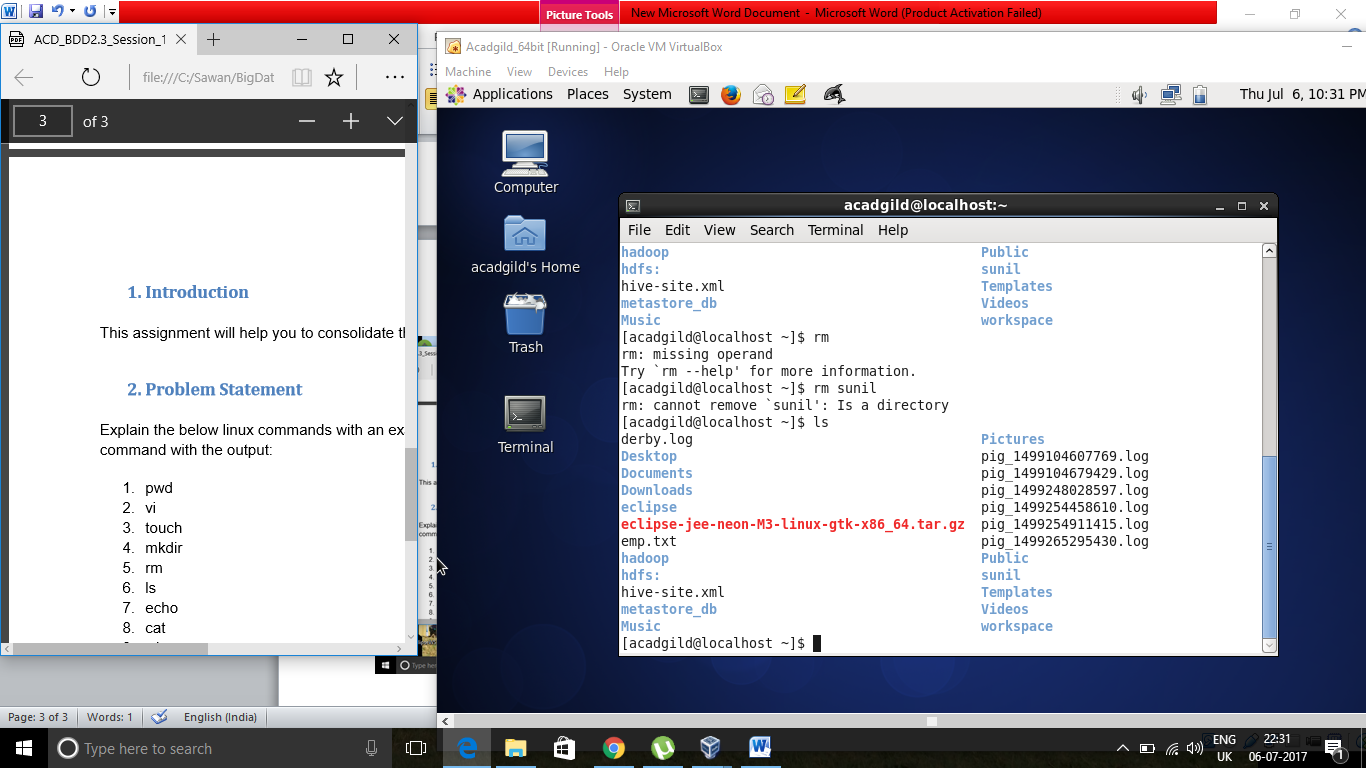 Picture Tools
New Microsoft Word Document - Microsoft Word (Product Activation Failed)
ACD_BDD2.3_Session_1
file:///C:/Sawan/BigDat
3 of 3
1. Introduction
This assignment will help you to consolidate th
2. Problem Statement
Explain the below linux commands with an ex
command with the output:
1. pwd
2. vi
3. touch
4. mkdir
5. rm
6. ls
7. echo
8. cat
Acadgild_64bit [Running] - Oracle VM VirtualBox
Machine View Devices Help
Applications Places System
Thu Jul 6, 10:31 PM
Computer
acadgild's Home
Trash
Terminal
acadgild@localhost:~
File Edit View Search Terminal Help
hadoop Public
hdfs: sunil
hive-site.xml Templates
metastore_db Videos
Music workspace
[acadgild@localhost ~]$ rm
rm: missing operand
Try `rm --help' for more information.
[acadgild@localhost ~]$ rm sunil
rm: cannot remove `sunil': Is a directory
[acadgild@localhost ~]$ ls
derby.log Pictures
Desktop pig_1499104607769.log
Documents pig_1499104679429.log
Downloads pig_1499248028597.log
eclipse pig_1499254458610.log
eclipse-jee-neon-M3-linux-gtk-x86_64.tar.gz pig_1499254911415.log
emp.txt pig_1499265295430.log
hadoop Public
hdfs: sunil
hive-site.xml Templates
metastore_db Videos
Music workspace
[acadgild@localhost ~]$
Page: 3 of 3 Words: 1 English (India)
Type here to search
ENG
UK
22:31
06-07-2017
1